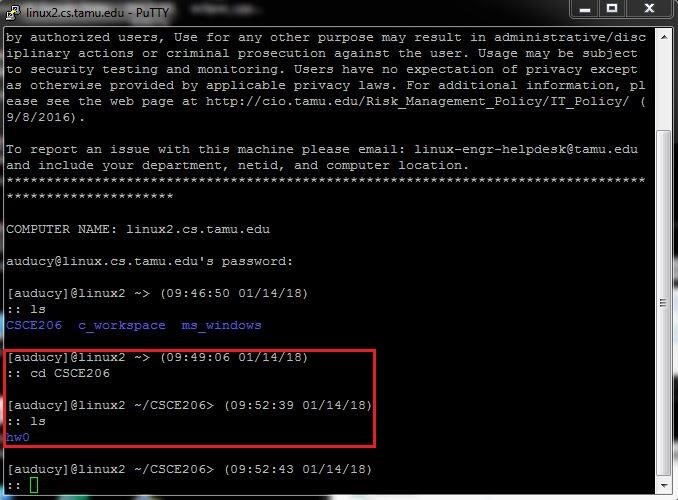 linux2.cs.tamu.edu - PuTTY
by authorized users, Use for any other purpose may result in administrative/disc
iplinary actions or criminal prosecution against the user. Usage may be subject
to security testing and monitoring. Users have no expectation of privacy except
as otherwise provided by applicable privacy laws. For additional information, pl
ease see the web page at http://cio.tamu.edu/Risk_Management_Policy/IT_Policy/ (
9/8/2016).
To report an issue with this machine please email: linux-engr-helpdesk@tamu.edu
and include your department, netid, and computer location.
********************************************************************************
*********************
COMPUTER NAME: linux2.cs.tamu.edu
auducy@linux.cs.tamu.edu's password:
[auducy]@linux2 ~> (09:46:50 01/14/18)
:: ls
CSCE206  c_workspace  ms_windows
[auducy]@linux2 ~> (09:49:06 01/14/18)
:: cd CSCE206
[auducy]@linux2 ~/CSCE206> (09:52:39 01/14/18)
:: ls
hw0
[auducy]@linux2 ~/CSCE206> (09:52:43 01/14/18)
::